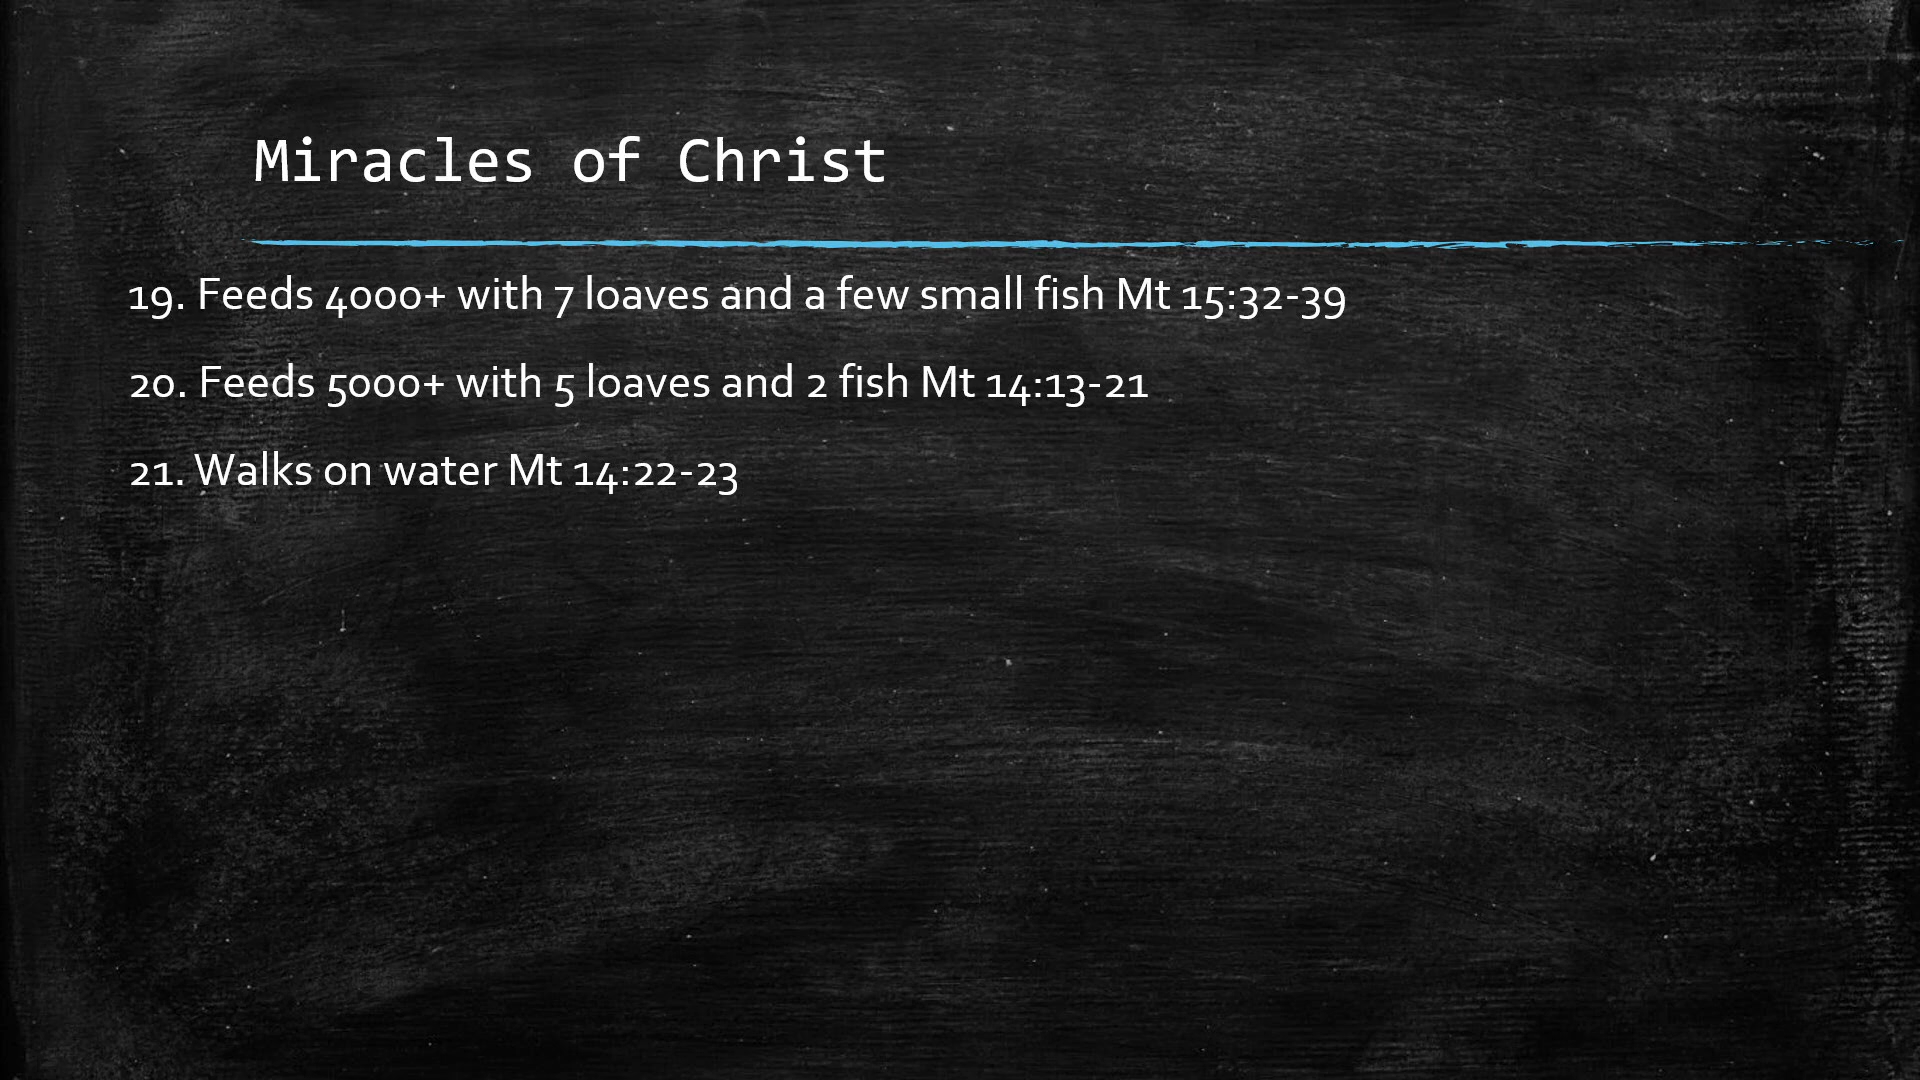 Miracles of Christ
19. Feeds 4000+ with 7 loaves and a few small fish Mt 15:32-39
20. Feeds 5000+ with 5 loaves and 2 fish Mt 14:13-21
21. Walks on water Mt 14:22-23